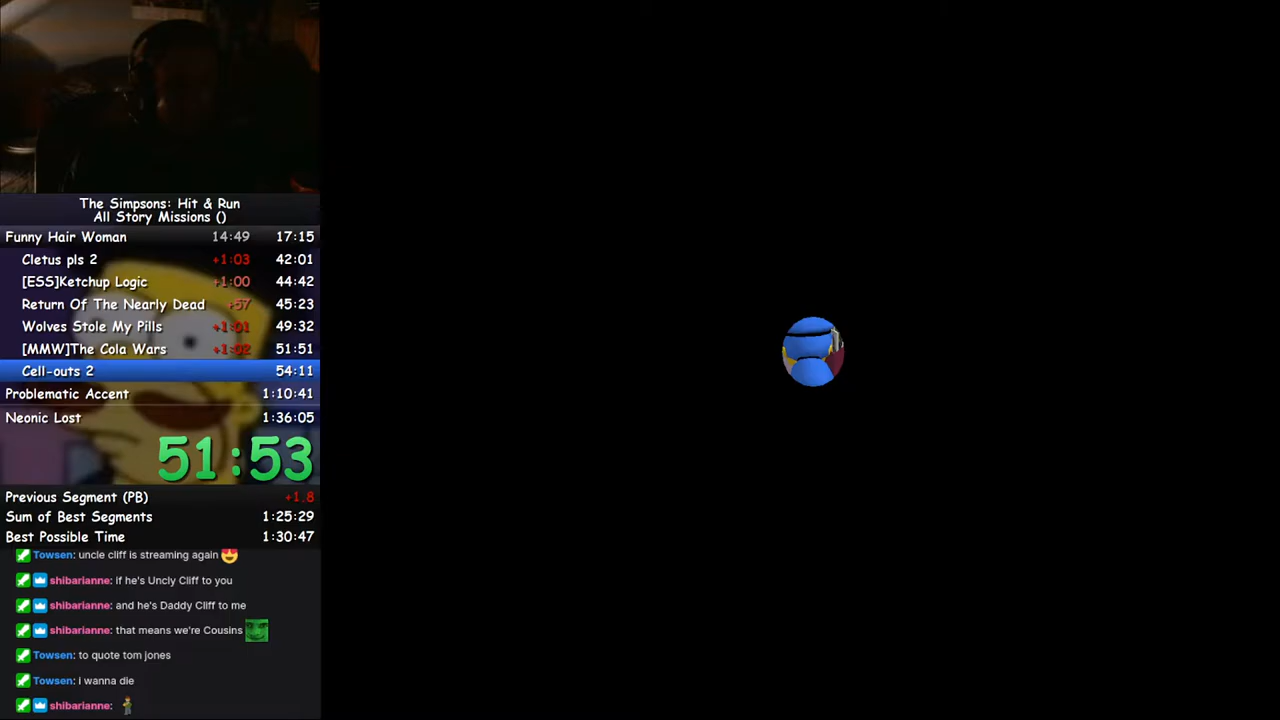 The Simpsons: Hit & Run
All Story Missions ()
Funny Hair Woman 14:49 17:15
Cletus pls 2 +1:03 42:01
[ESS]Ketchup Logic +1:00 44:42
Return Of The Nearly Dead +57 45:23
Wolves Stole My Pills +1:01 49:32
[MMW]The Cola Wars +1:02 51:51
Cell-outs 2 54:11
Problematic Accent 1:10:41
Neonic Lost 1:36:05
51:53
Previous Segment (PB) +1.8
Sum of Best Segments 1:25:29
Best Possible Time 1:30:47
Towsen: uncle cliff is streaming again
shibarianne: if he's Uncly Cliff to you
shibarianne: and he's Daddy Cliff to me
shibarianne: that means we're Cousins
Towsen: to quote tom jones
Towsen: i wanna die
shibarianne: